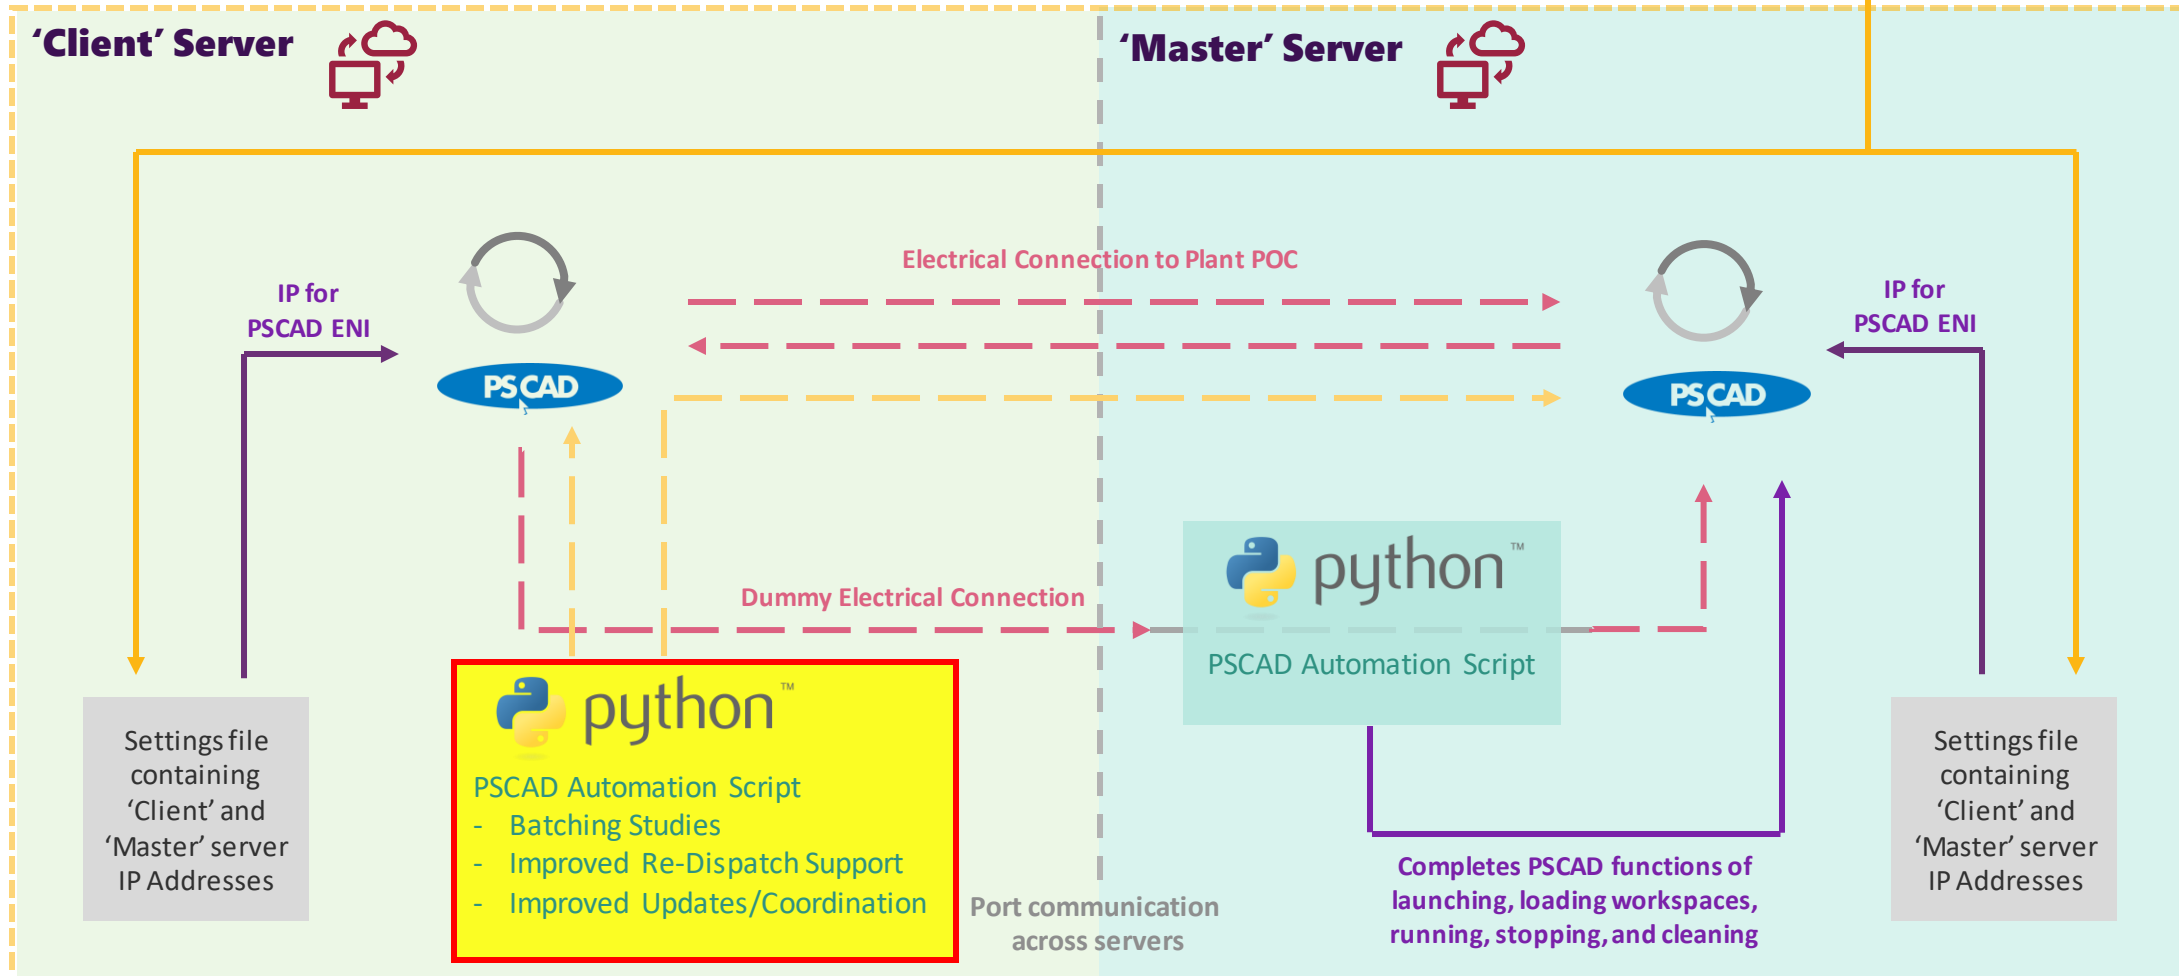 ‘Client’ Server
‘Master’ Server
Electrical Connection to Plant POC
IP for
PSCAD ENI
IP for
PSCAD ENI
PSCAD
PSCAD
python™
Dummy Electrical Connection
PSCAD Automation Script
python™
PSCAD Automation Script
- Batching Studies
- Improved Re-Dispatch Support
- Improved Updates/Coordination
Settings file
containing
‘Client’ and
‘Master’ server
IP Addresses
Settings file
containing
‘Client’ and
‘Master’ server
IP Addresses
Port communication
across servers
Completes PSCAD functions of
launching, loading workspaces,
running, stopping, and cleaning